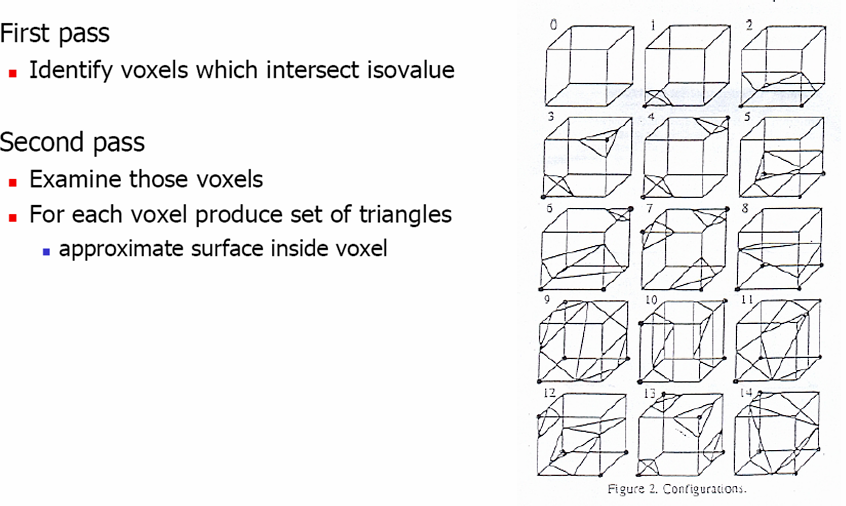 First pass
Identify voxels which intersect isovalue
Second pass
Examine those voxels
For each voxel produce set of triangles
approximate surface inside voxel
0 1 2
3 4 5
6 7 8
9 10 11
12 13 14
Figure 2. Configurations.